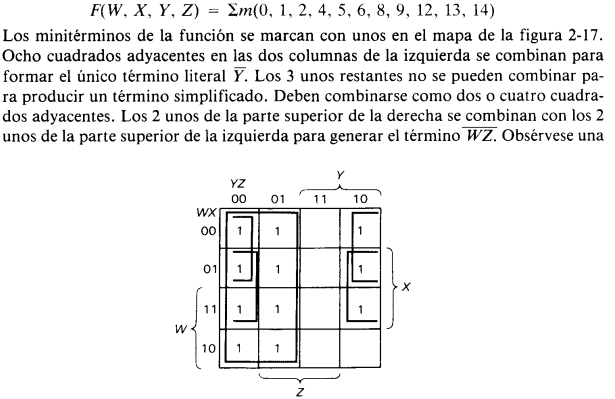 F(W, X, Y, Z) = Σm(0, 1, 2, 4, 5, 6, 8, 9, 12, 13, 14)
Los minitérminos de la función se marcan con unos en el mapa de la figura 2-17.
Ocho cuadrados adyacentes en las dos columnas de la izquierda se combinan para
formar el único término literal Y̅. Los 3 unos restantes no se pueden combinar pa-
ra producir un término simplificado. Deben combinarse como dos o cuatro cuadra-
dos adyacentes. Los 2 unos de la parte superior de la derecha se combinan con los 2
unos de la parte superior de la izquierda para generar el término W̅Z̅. Obsérvese una
Y
YZ
00 01 11 10
WX
00 1 1 1
01 1 1 1
X
11 1 1 1
W
10 1 1
Z